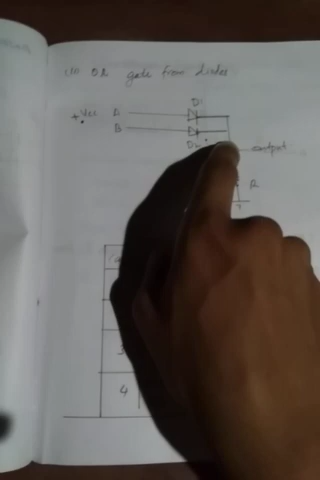 OR gate from diodes
D1
+Vcc A
B
D2
output
R
3
4